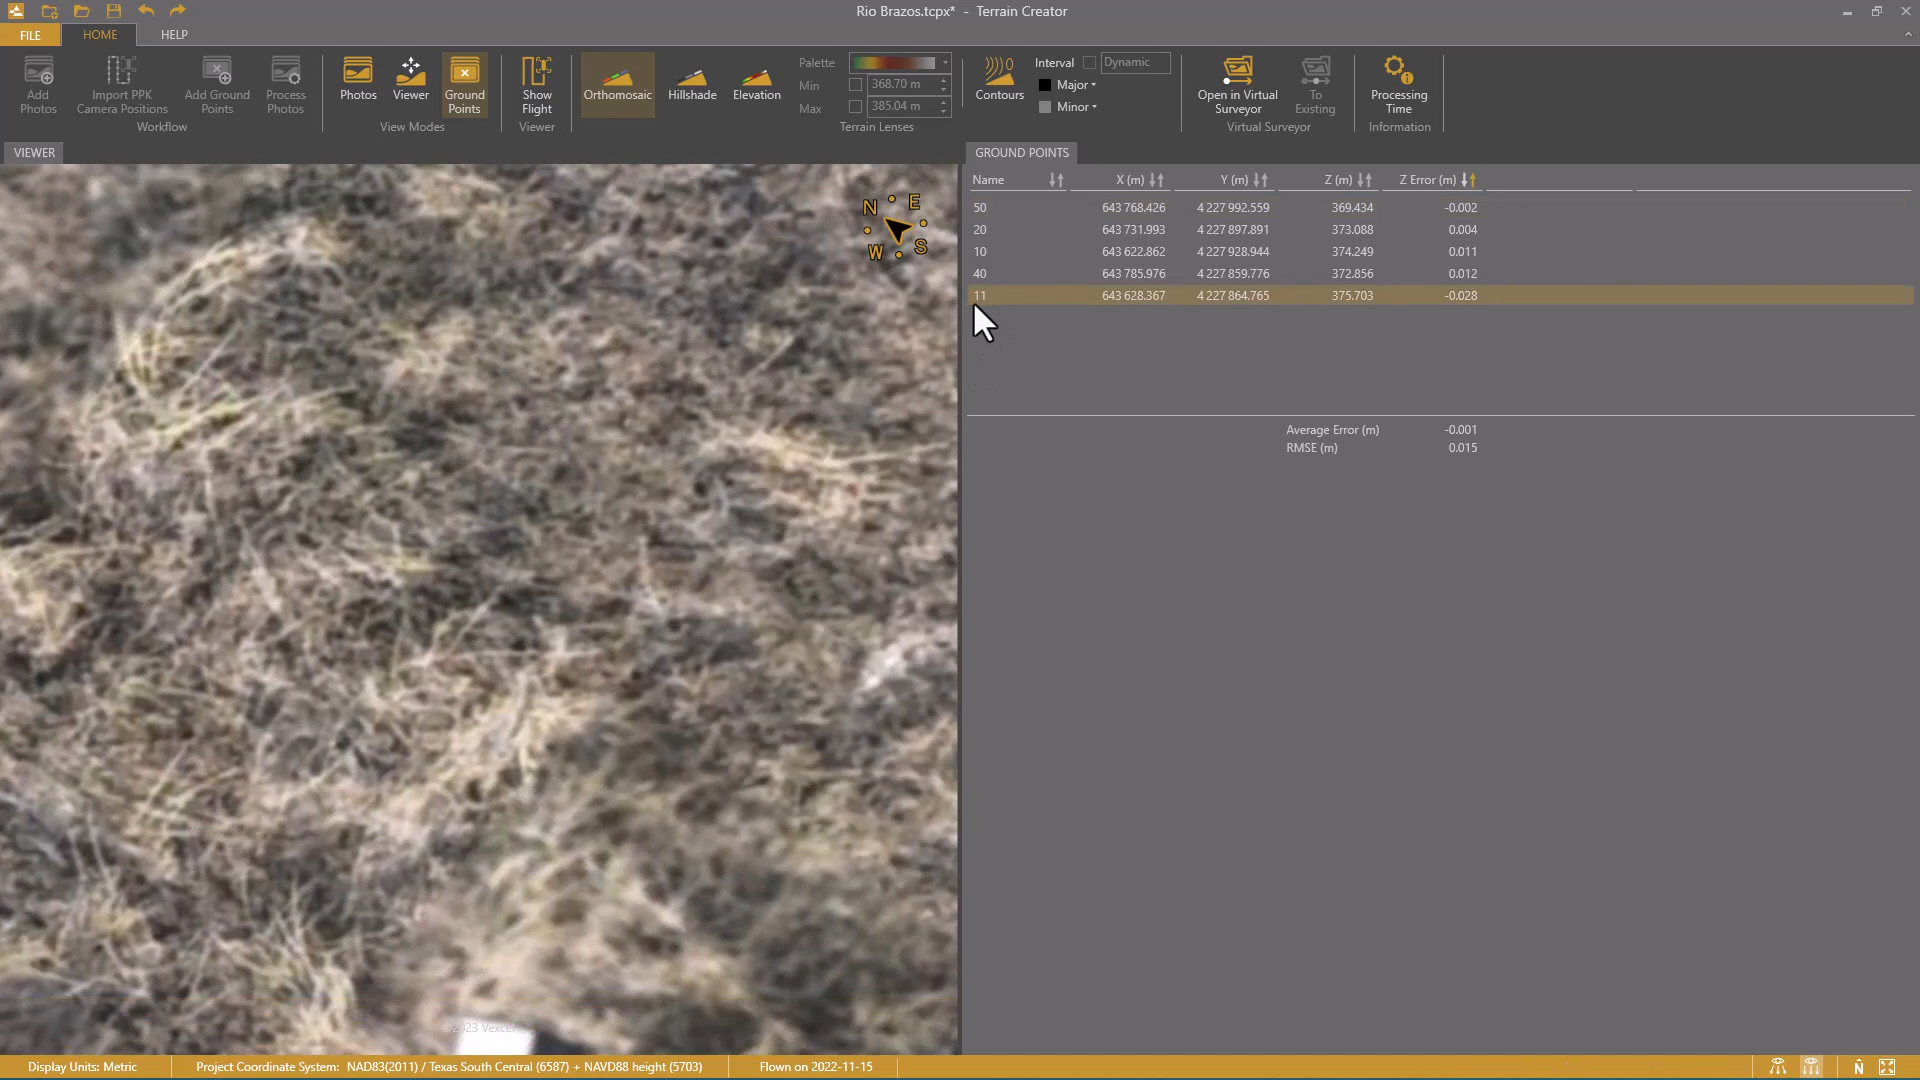 Rio Brazos.tcpx* - Terrain Creator
FILE HOME HELP
Add Photos
Import PPK Camera Positions
Add Ground Points
Process Photos
Workflow
Photos
Viewer
Ground Points
View Modes
Show Flight
Viewer
Orthomosaic
Hillshade
Elevation
Palette
Min 368.70 m
Max 385.04 m
Terrain Lenses
Contours
Interval Dynamic
Major
Minor
Open in Virtual Surveyor
To Existing
Virtual Surveyor
Processing Time
Information
VIEWER
N E
W S
©2023 Vexcel
GROUND POINTS
Name X (m) Y (m) Z (m) Z Error (m)
50 643 768.426 4 227 992.559 369.434 -0.002
20 643 731.993 4 227 897.891 373.088 0.004
10 643 622.862 4 227 928.944 374.249 0.011
40 643 785.976 4 227 859.776 372.856 0.012
11 643 628.367 4 227 864.765 375.703 -0.028
Average Error (m) -0.001
RMSE (m) 0.015
Display Units: Metric Project Coordinate System: NAD83(2011) / Texas South Central (6587) + NAVD88 height (5703) Flown on 2022-11-15
N